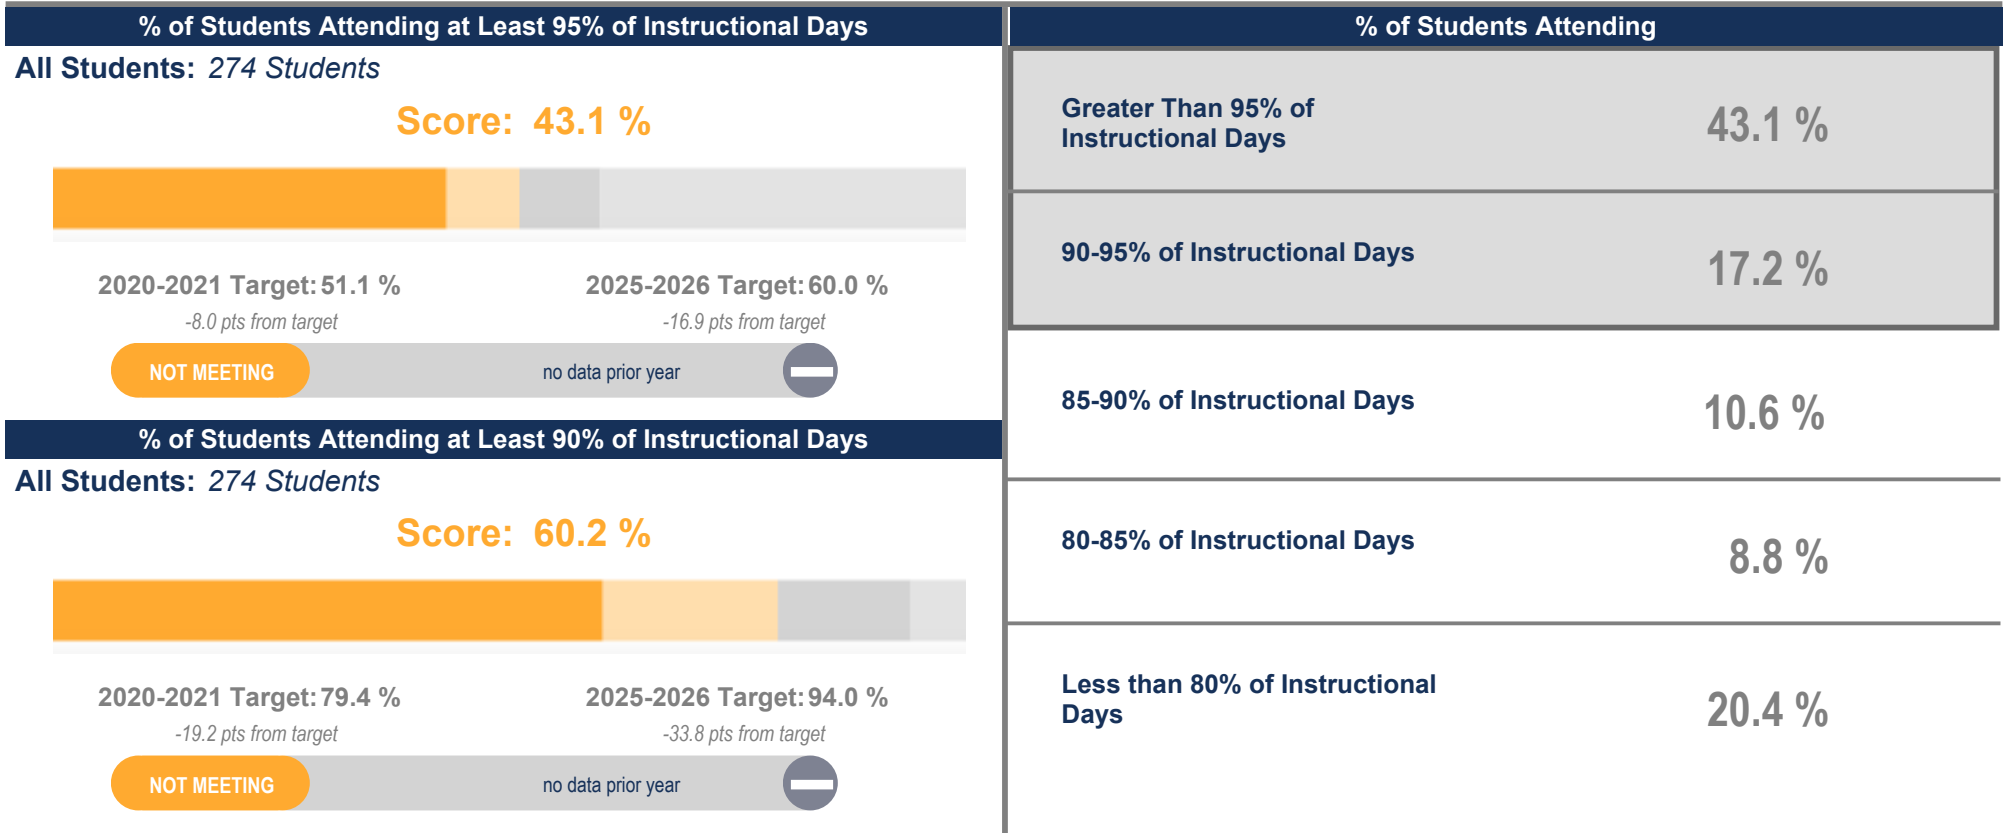 % of Students Attending at Least 95% of Instructional Days
All Students: 274 Students
Score: 43.1 %
2020-2021 Target: 51.1 %
-8.0 pts from target
2025-2026 Target: 60.0 %
-16.9 pts from target
NOT MEETING
no data prior year
% of Students Attending at Least 90% of Instructional Days
All Students: 274 Students
Score: 60.2 %
2020-2021 Target: 79.4 %
-19.2 pts from target
2025-2026 Target: 94.0 %
-33.8 pts from target
NOT MEETING
no data prior year
% of Students Attending
Greater Than 95% of
Instructional Days
43.1 %
90-95% of Instructional Days
17.2 %
85-90% of Instructional Days
10.6 %
80-85% of Instructional Days
8.8 %
Less than 80% of Instructional
Days
20.4 %